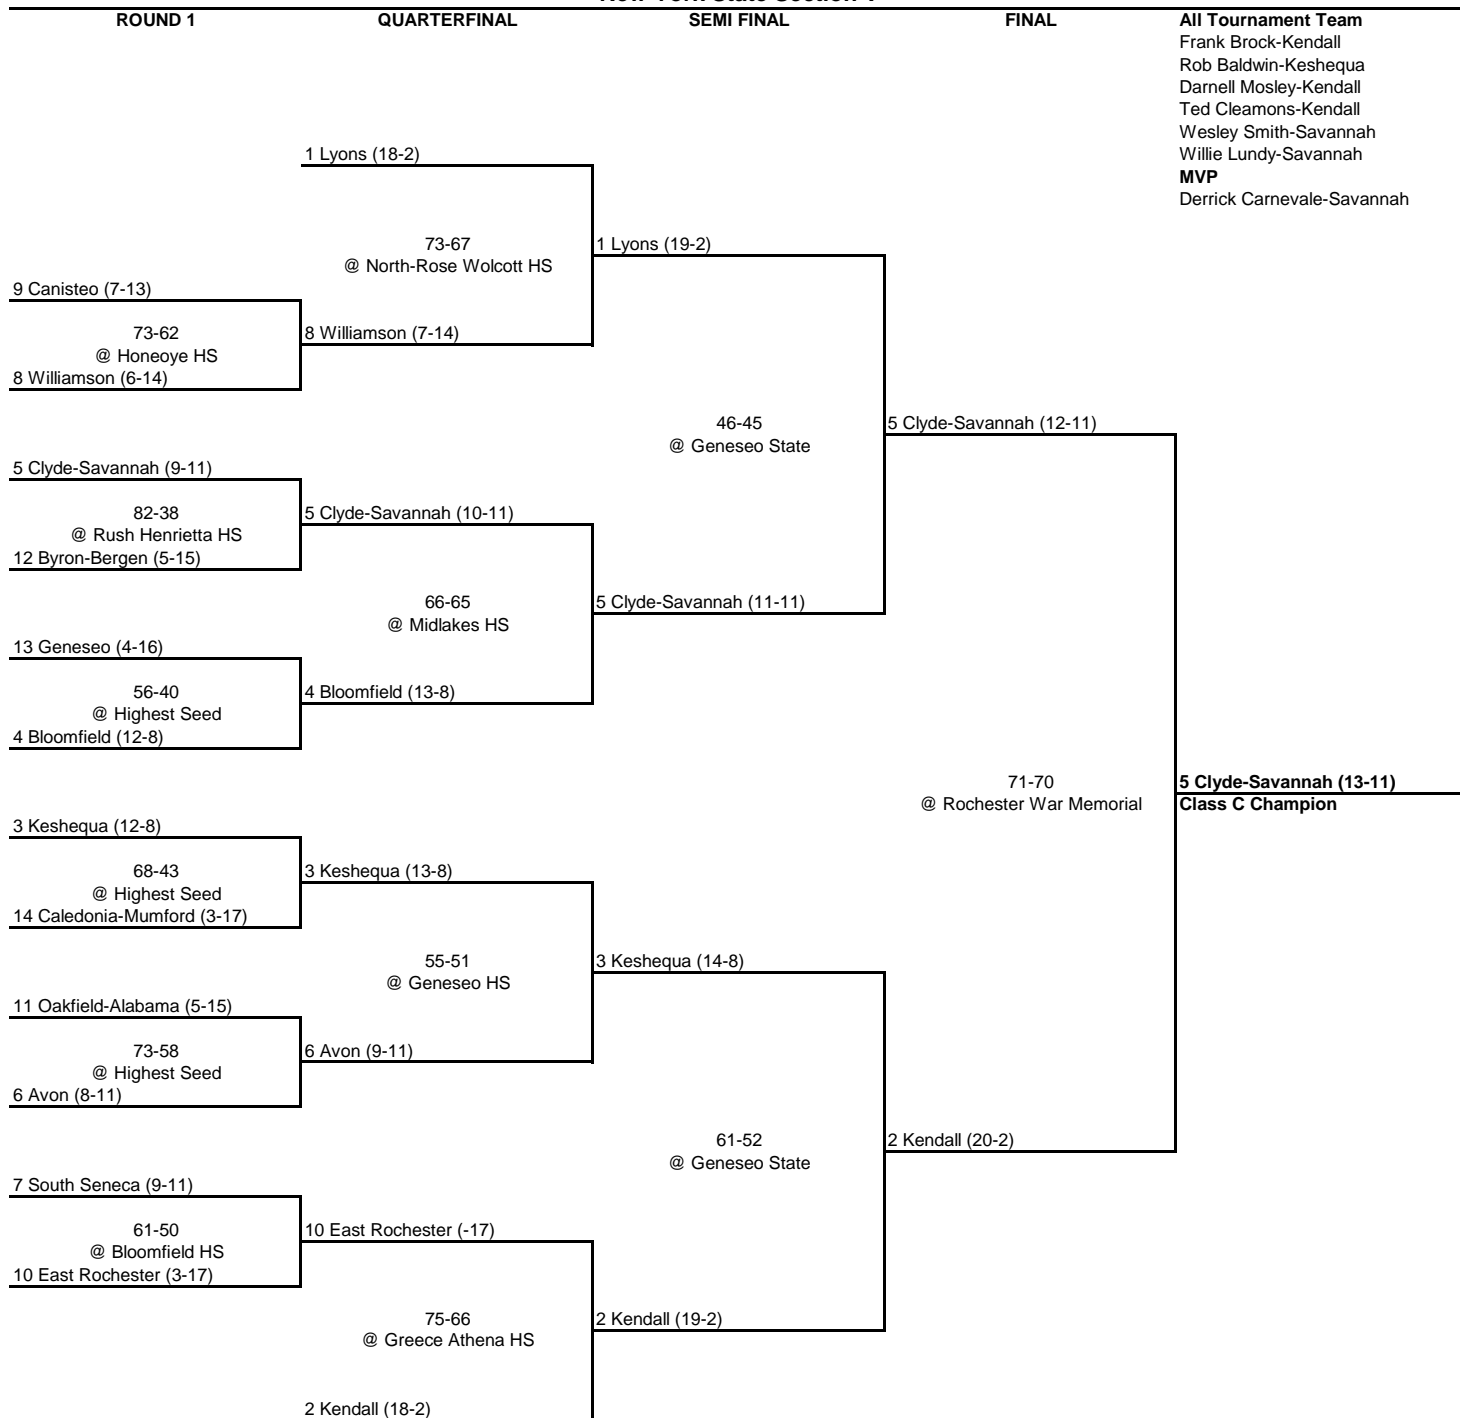 ROUND 1 QUARTERFINAL SEMI FINAL FINAL All Tournament Team
Frank Brock-Kendall
Rob Baldwin-Keshequa
Darnell Mosley-Kendall
Ted Cleamons-Kendall
Wesley Smith-Savannah
1 Lyons (18-2) Willie Lundy-Savannah
MVP
Derrick Carnevale-Savannah
73-67 1 Lyons (19-2)
@ North-Rose Wolcott HS
9 Canisteo (7-13)
73-62 8 Williamson (7-14)
@ Honeoye HS
8 Williamson (6-14)
46-45 5 Clyde-Savannah (12-11)
@ Geneseo State
5 Clyde-Savannah (9-11)
82-38 5 Clyde-Savannah (10-11)
@ Rush Henrietta HS
12 Byron-Bergen (5-15)
66-65 5 Clyde-Savannah (11-11)
@ Midlakes HS
13 Geneseo (4-16)
56-40 4 Bloomfield (13-8)
@ Highest Seed
4 Bloomfield (12-8)
71-70 5 Clyde-Savannah (13-11)
@ Rochester War Memorial Class C Champion
3 Keshequa (12-8)
68-43 3 Keshequa (13-8)
@ Highest Seed
14 Caledonia-Mumford (3-17)
55-51 3 Keshequa (14-8)
@ Geneseo HS
11 Oakfield-Alabama (5-15)
73-58 6 Avon (9-11)
@ Highest Seed
6 Avon (8-11)
61-52 2 Kendall (20-2)
@ Geneseo State
7 South Seneca (9-11)
61-50 10 East Rochester (-17)
@ Bloomfield HS
10 East Rochester (3-17)
75-66 2 Kendall (19-2)
@ Greece Athena HS
2 Kendall (18-2)